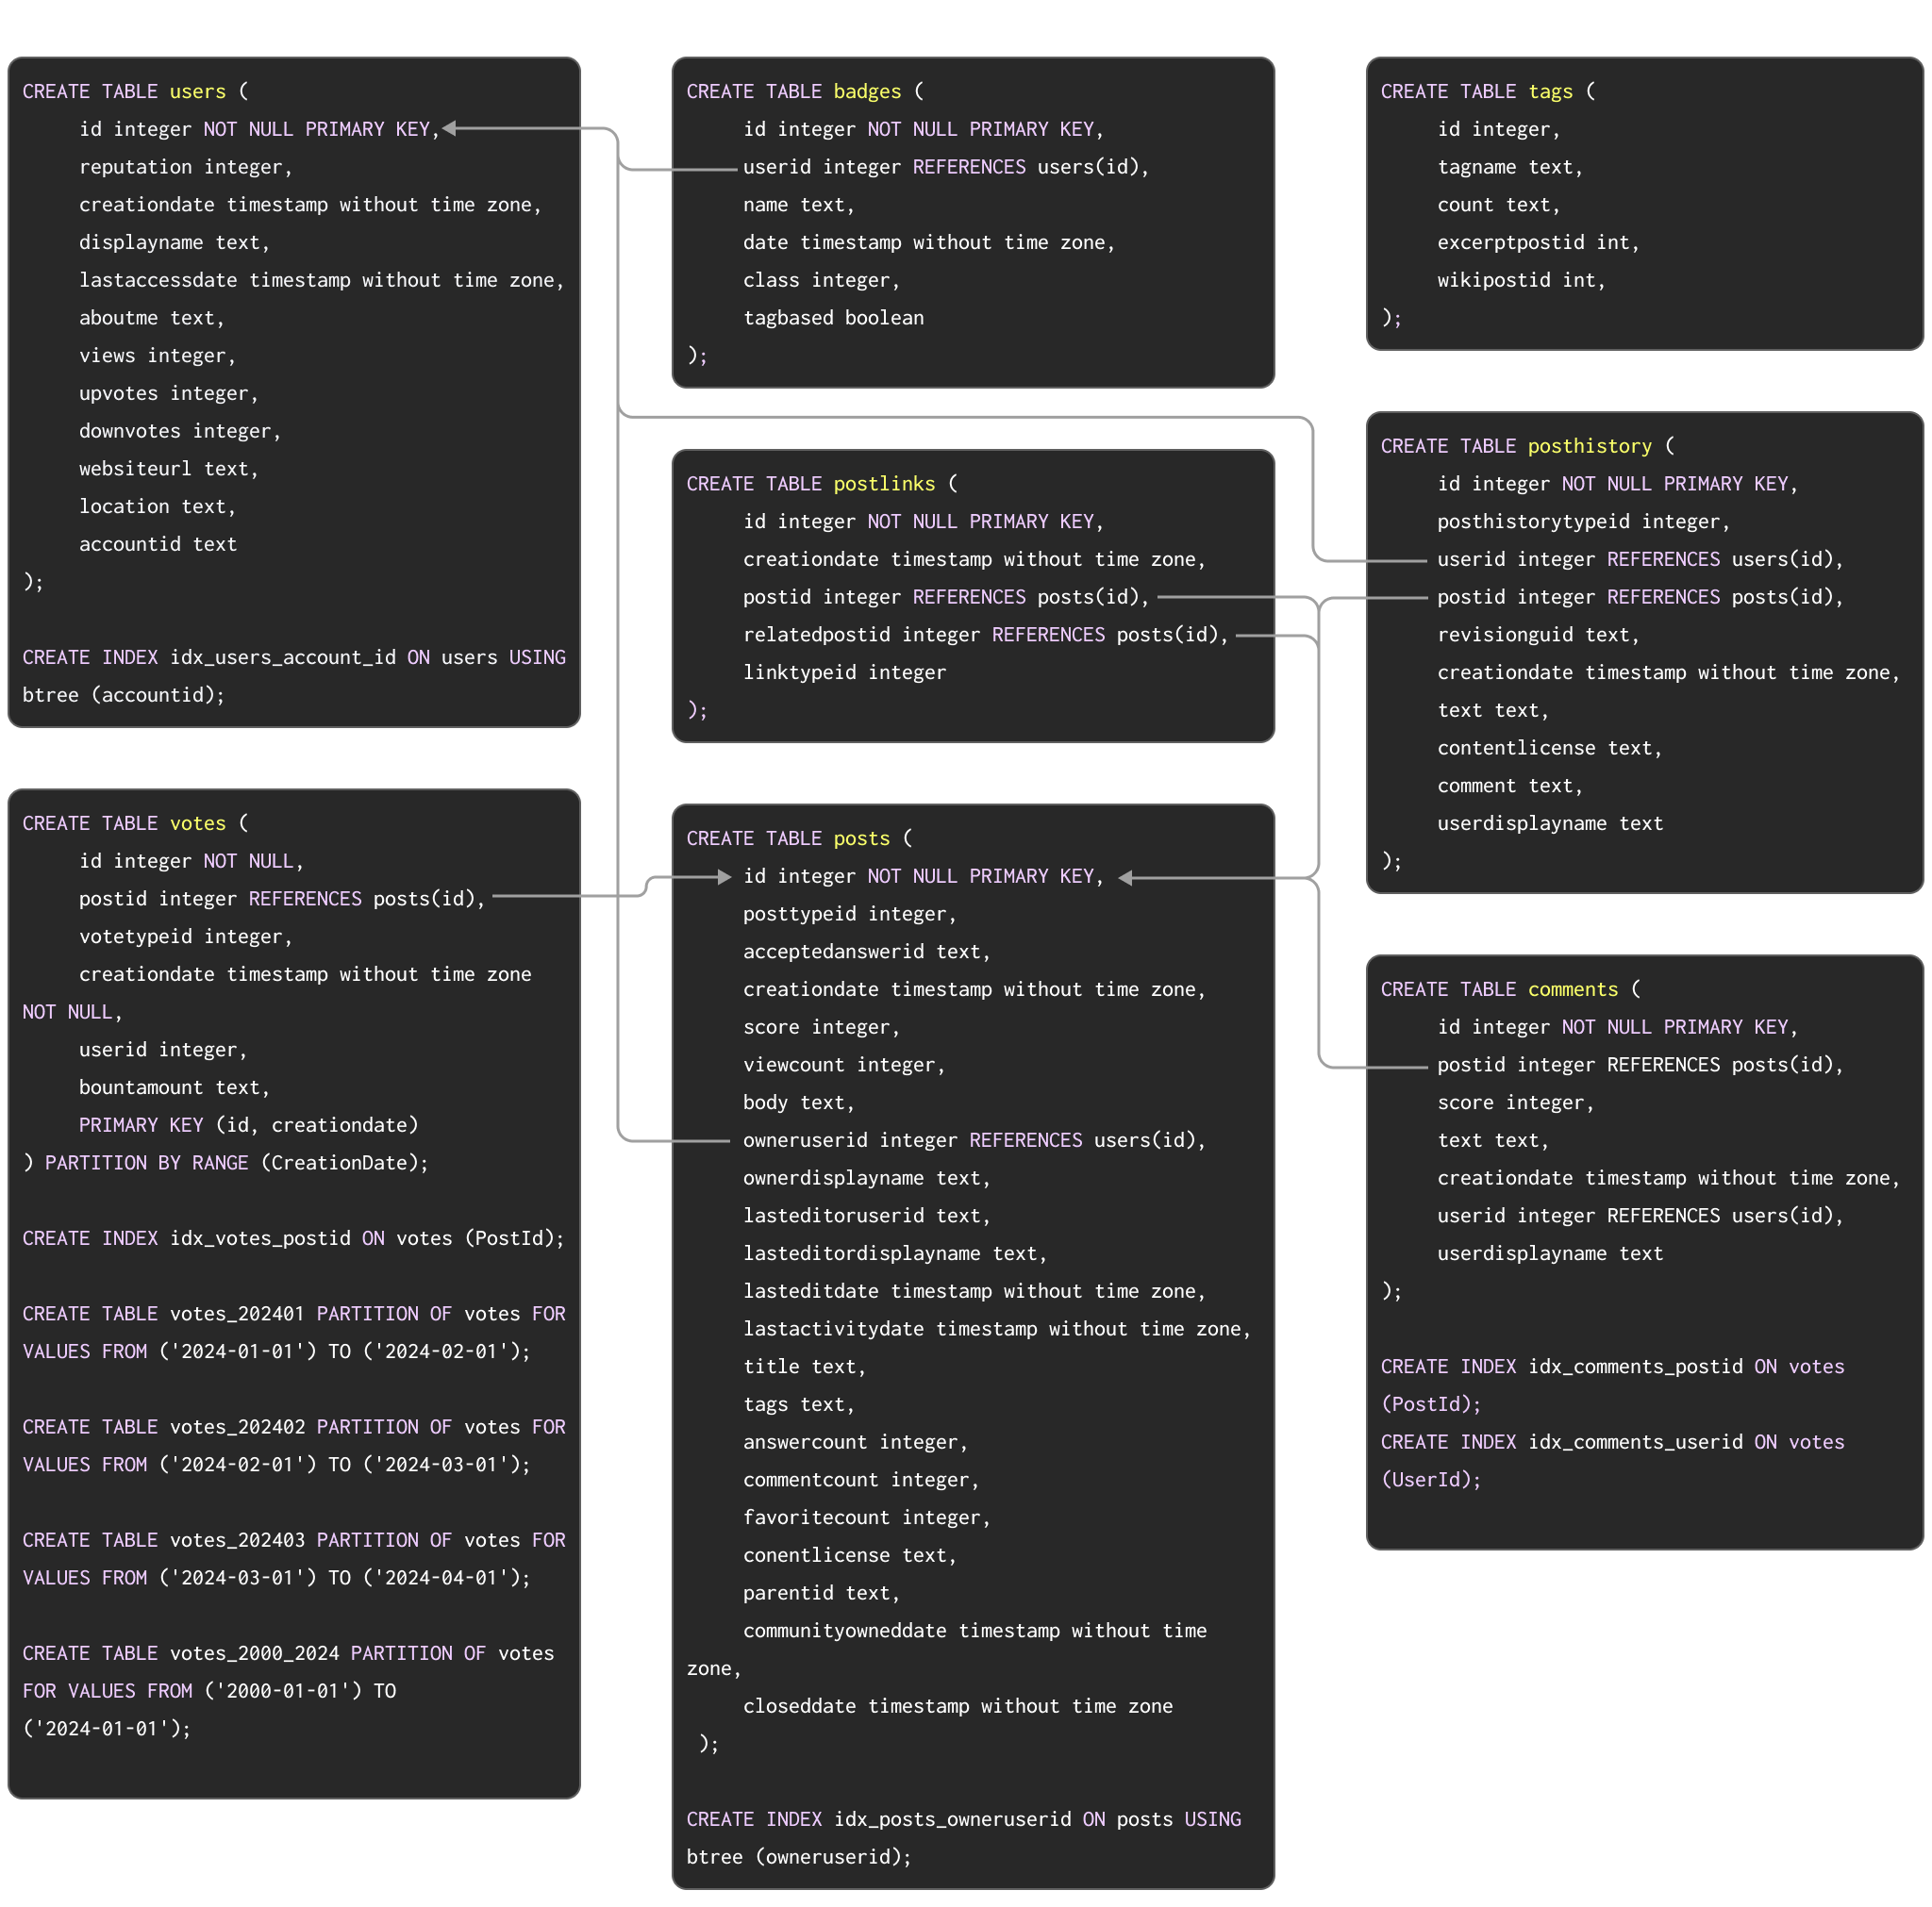 CREATE TABLE users (
id integer NOT NULL PRIMARY KEY,
reputation integer,
creationdate timestamp without time zone,
displayname text,
lastaccessdate timestamp without time zone,
aboutme text,
views integer,
upvotes integer,
downvotes integer,
websiteurl text,
location text,
accountid text
);
CREATE INDEX idx_users_account_id ON users USING
btree (accountid);
CREATE TABLE votes (
id integer NOT NULL,
postid integer REFERENCES posts(id),
votetypeid integer,
creationdate timestamp without time zone
NOT NULL,
userid integer,
bountamount text,
PRIMARY KEY (id, creationdate)
) PARTITION BY RANGE (CreationDate);
CREATE INDEX idx_votes_postid ON votes (PostId);
CREATE TABLE votes_202401 PARTITION OF votes FOR
VALUES FROM ('2024-01-01') TO ('2024-02-01');
CREATE TABLE votes_202402 PARTITION OF votes FOR
VALUES FROM ('2024-02-01') TO ('2024-03-01');
CREATE TABLE votes_202403 PARTITION OF votes FOR
VALUES FROM ('2024-03-01') TO ('2024-04-01');
CREATE TABLE votes_2000_2024 PARTITION OF votes
FOR VALUES FROM ('2000-01-01') TO
('2024-01-01');
CREATE TABLE badges (
id integer NOT NULL PRIMARY KEY,
userid integer REFERENCES users(id),
name text,
date timestamp without time zone,
class integer,
tagbased boolean
);
CREATE TABLE postlinks (
id integer NOT NULL PRIMARY KEY,
creationdate timestamp without time zone,
postid integer REFERENCES posts(id),
relatedpostid integer REFERENCES posts(id),
linktypeid integer
);
CREATE TABLE posts (
id integer NOT NULL PRIMARY KEY,
posttypeid integer,
acceptedanswerid text,
creationdate timestamp without time zone,
score integer,
viewcount integer,
body text,
owneruserid integer REFERENCES users(id),
ownerdisplayname text,
lasteditoruserid text,
lasteditordisplayname text,
lasteditdate timestamp without time zone,
lastactivitydate timestamp without time zone,
title text,
tags text,
answercount integer,
commentcount integer,
favoritecount integer,
conentlicense text,
parentid text,
communityowneddate timestamp without time
zone,
closeddate timestamp without time zone
);
CREATE INDEX idx_posts_owneruserid ON posts USING
btree (owneruserid);
CREATE TABLE tags (
id integer,
tagname text,
count text,
excerptpostid int,
wikipostid int,
);
CREATE TABLE posthistory (
id integer NOT NULL PRIMARY KEY,
posthistorytypeid integer,
userid integer REFERENCES users(id),
postid integer REFERENCES posts(id),
revisionguid text,
creationdate timestamp without time zone,
text text,
contentlicense text,
comment text,
userdisplayname text
);
CREATE TABLE comments (
id integer NOT NULL PRIMARY KEY,
postid integer REFERENCES posts(id),
score integer,
text text,
creationdate timestamp without time zone,
userid integer REFERENCES users(id),
userdisplayname text
);
CREATE INDEX idx_comments_postid ON votes
(PostId);
CREATE INDEX idx_comments_userid ON votes
(UserId);